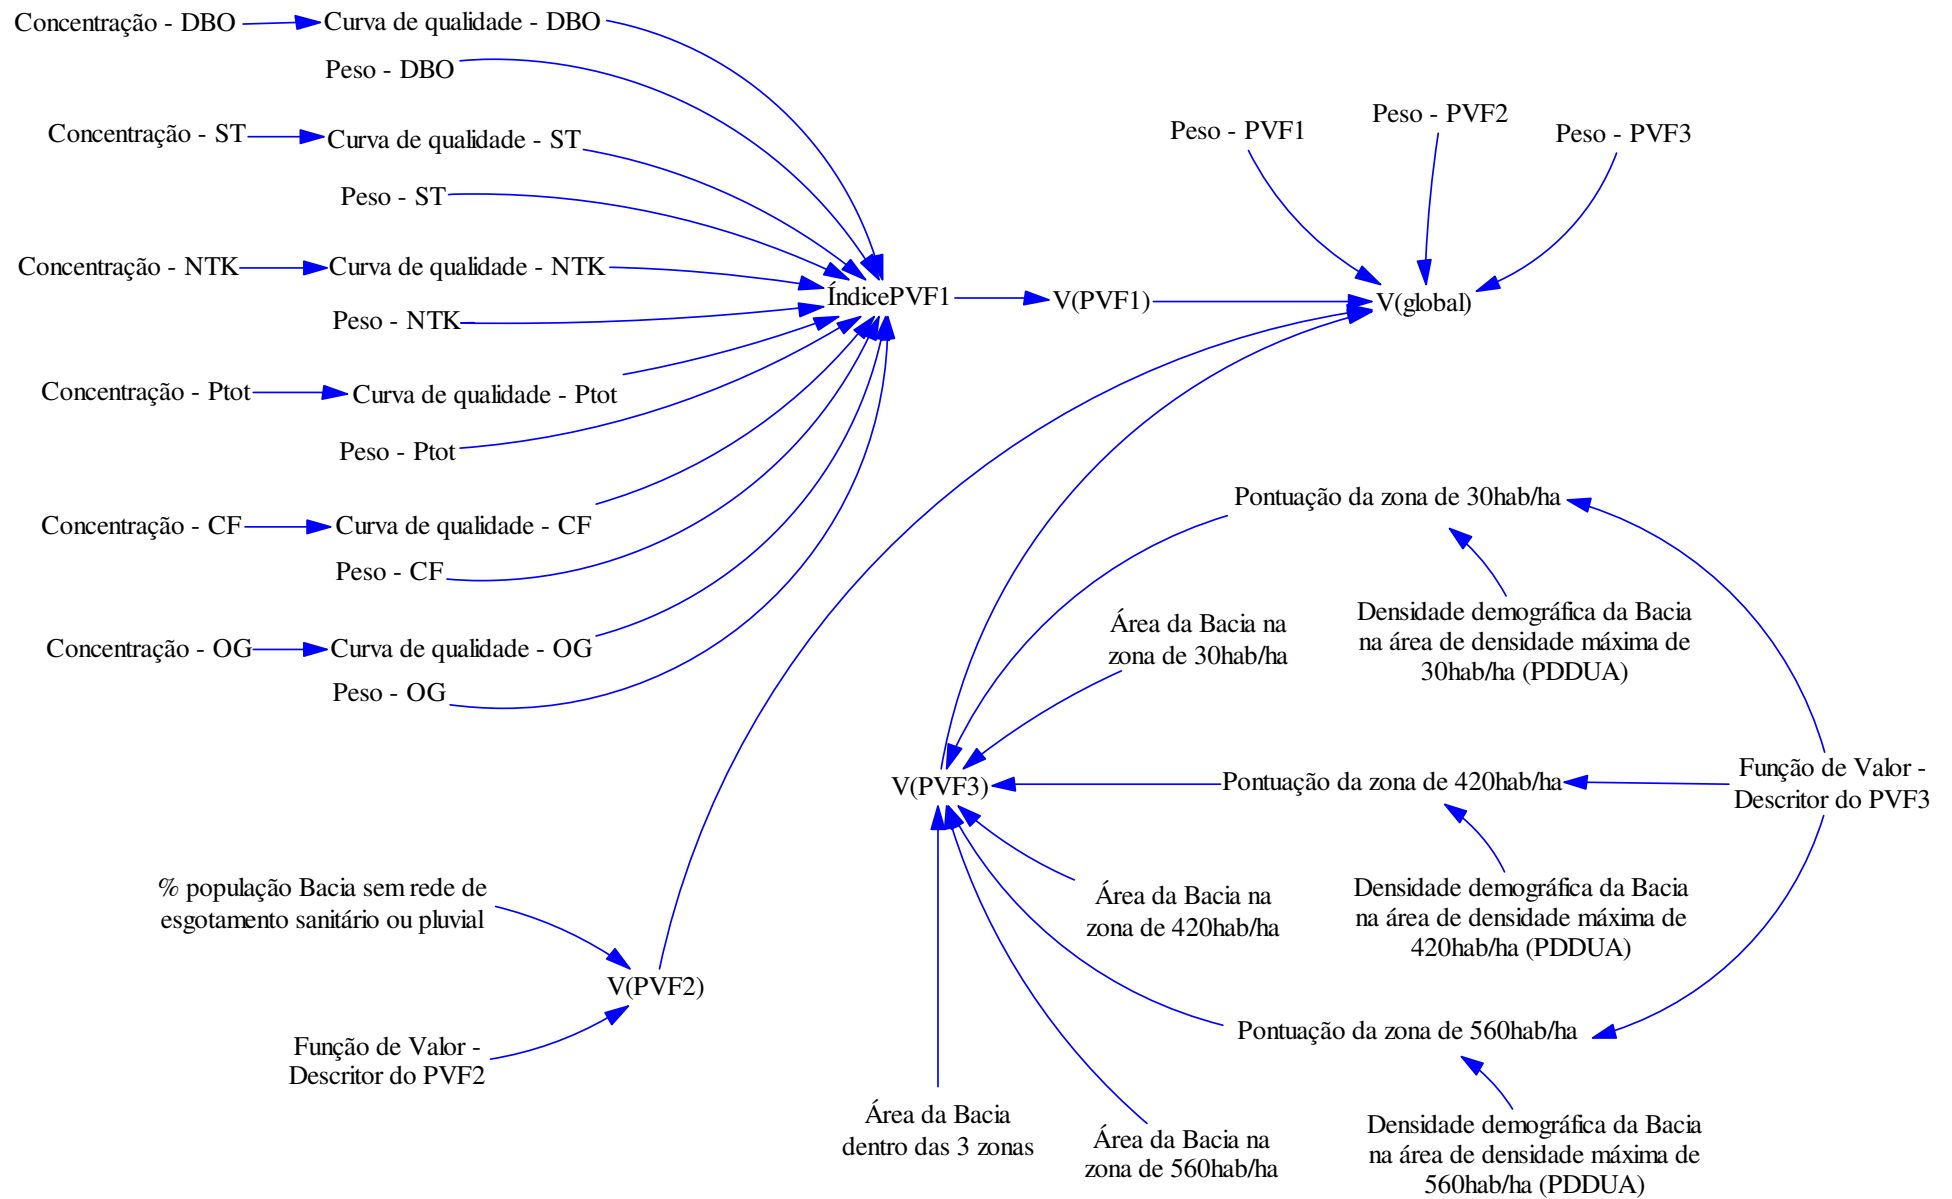 Concentração - DBO
Curva de qualidade - DBO
Peso - DBO
Concentração - ST
Curva de qualidade - ST
Peso - ST
Concentração - NTK
Curva de qualidade - NTK
Peso - NTK
Concentração - Ptot
Curva de qualidade - Ptot
Peso - Ptot
Concentração - CF
Curva de qualidade - CF
Peso - CF
Concentração - OG
Curva de qualidade - OG
Peso - OG
ÍndicePVF1
V(PVF1)
Peso - PVF1
Peso - PVF2
Peso - PVF3
V(global)
Pontuação da zona de 30hab/ha
Densidade demográfica da Bacia
na área de densidade máxima de
30hab/ha (PDDUA)
Área da Bacia na
zona de 30hab/ha
V(PVF3)
Pontuação da zona de 420hab/ha
Função de Valor -
Descritor do PVF3
Área da Bacia na
zona de 420hab/ha
Densidade demográfica da Bacia
na área de densidade máxima de
420hab/ha (PDDUA)
% população Bacia sem rede de
esgotamento sanitário ou pluvial
V(PVF2)
Função de Valor -
Descritor do PVF2
Pontuação da zona de 560hab/ha
Área da Bacia
dentro das 3 zonas
Área da Bacia na
zona de 560hab/ha
Densidade demográfica da Bacia
na área de densidade máxima de
560hab/ha (PDDUA)